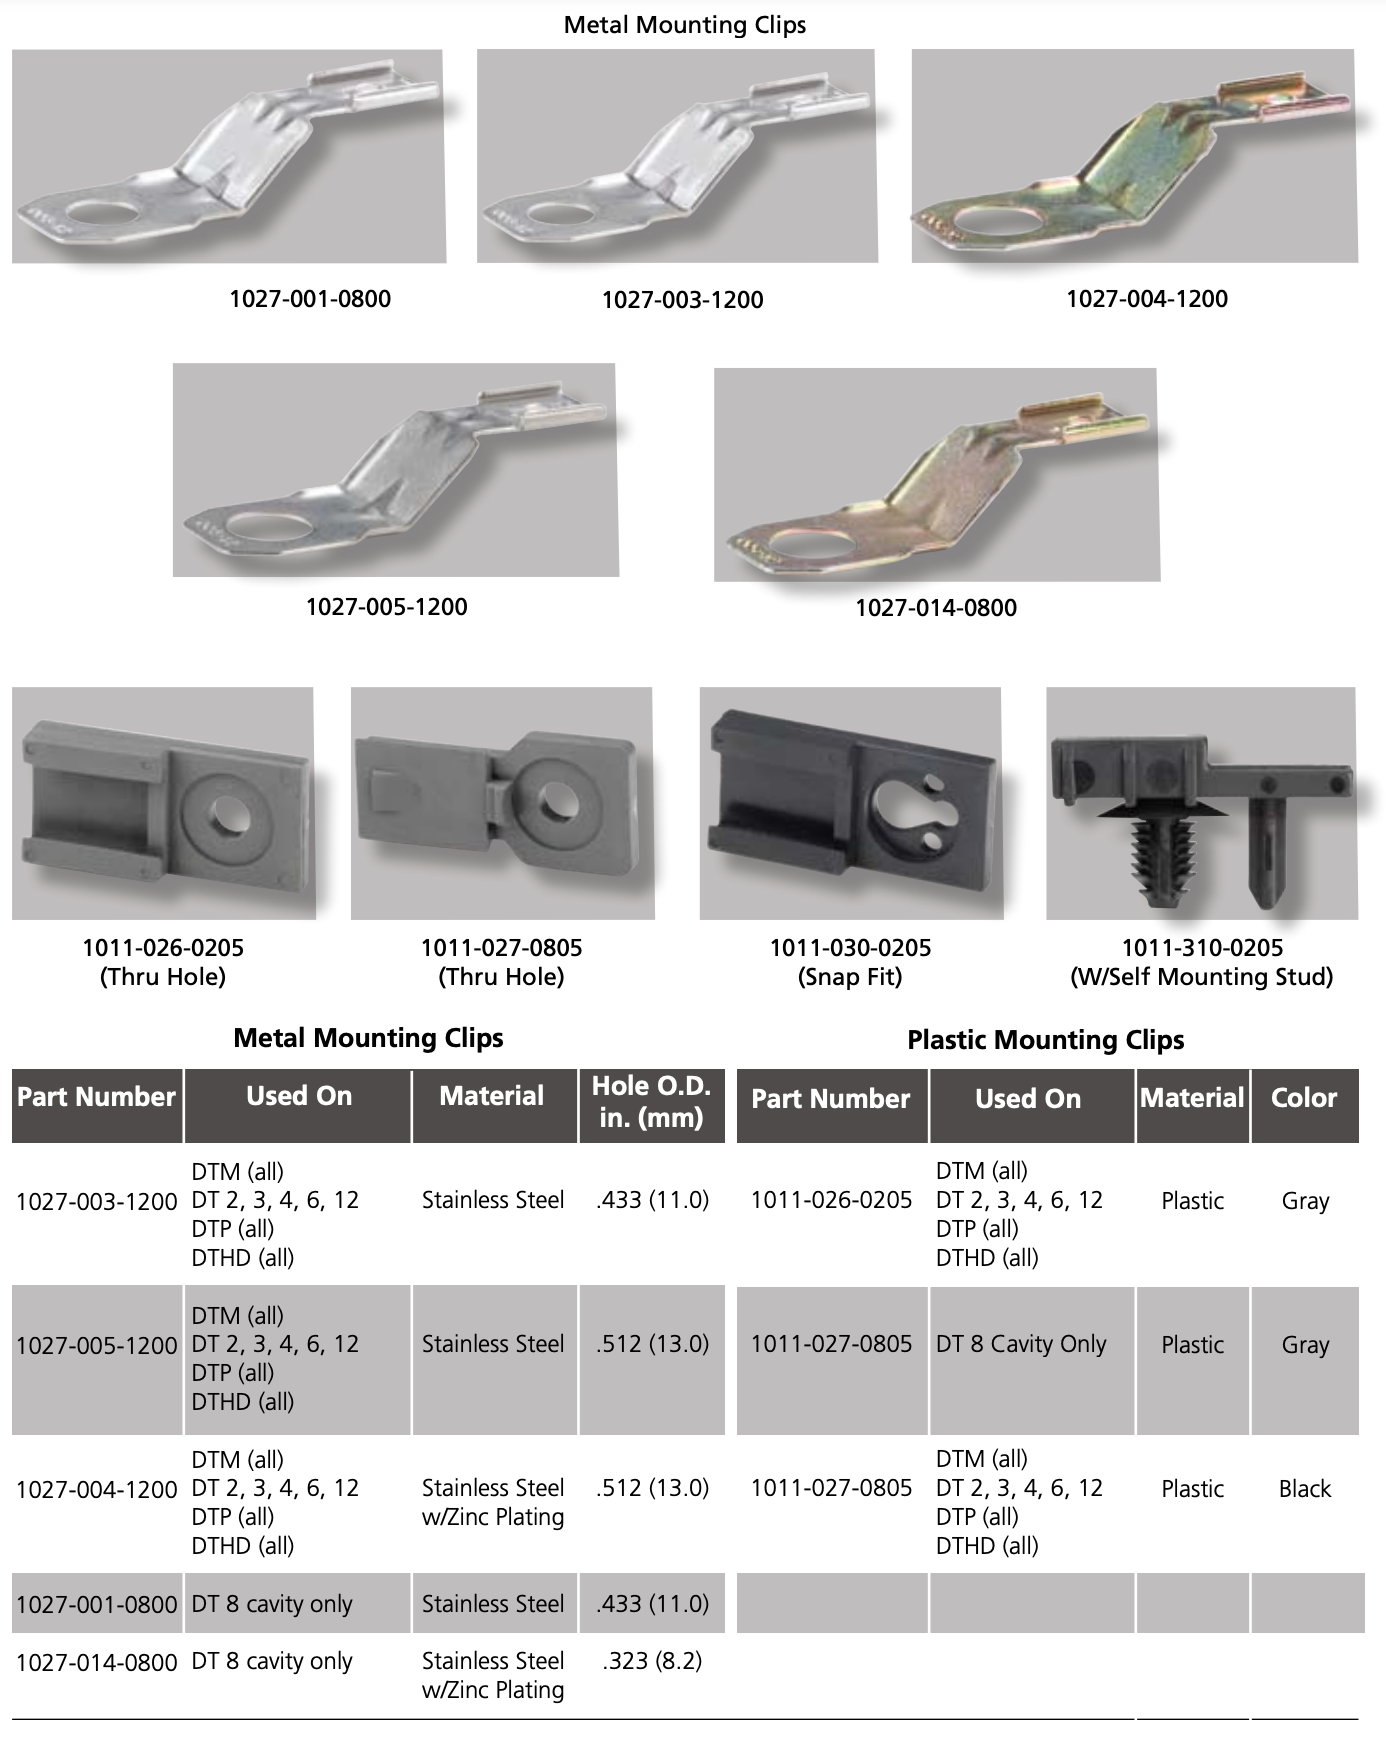 Metal Mounting Clips
1027-001-0800
1027-003-1200
1027-004-1200
1027-005-1200
1027-014-0800
1011-026-0205
(Thru Hole)
1011-027-0805
(Thru Hole)
1011-030-0205
(Snap Fit)
1011-310-0205
(W/Self Mounting Stud)
Metal Mounting Clips
Part Number
Used On
Material
Hole O.D.
in. (mm)
1027-003-1200
DTM (all)
DT 2, 3, 4, 6, 12
DTP (all)
DTHD (all)
Stainless Steel
.433 (11.0)
1027-005-1200
DTM (all)
DT 2, 3, 4, 6, 12
DTP (all)
DTHD (all)
Stainless Steel
.512 (13.0)
1027-004-1200
DTM (all)
DT 2, 3, 4, 6, 12
DTP (all)
DTHD (all)
Stainless Steel
w/Zinc Plating
.512 (13.0)
1027-001-0800
DT 8 cavity only
Stainless Steel
.433 (11.0)
1027-014-0800
DT 8 cavity only
Stainless Steel
w/Zinc Plating
.323 (8.2)
Plastic Mounting Clips
Part Number
Used On
Material
Color
1011-026-0205
DTM (all)
DT 2, 3, 4, 6, 12
DTP (all)
DTHD (all)
Plastic
Gray
1011-027-0805
DT 8 Cavity Only
Plastic
Gray
1011-027-0805
DTM (all)
DT 2, 3, 4, 6, 12
DTP (all)
DTHD (all)
Plastic
Black